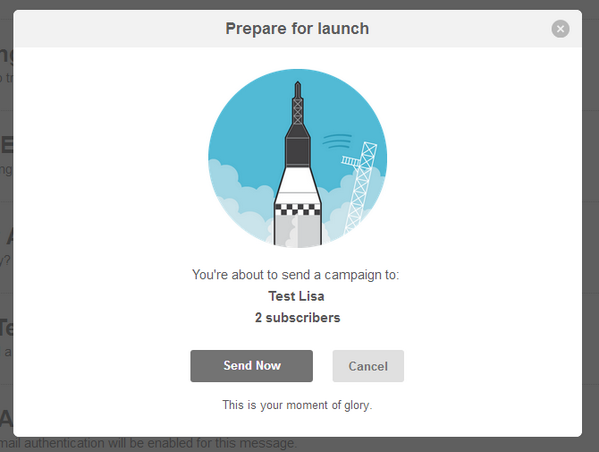 Prepare for launch
You're about to send a campaign to:
Test Lisa
2 subscribers
Send Now
Cancel
This is your moment of glory.
mail authentication will be enabled for this message.